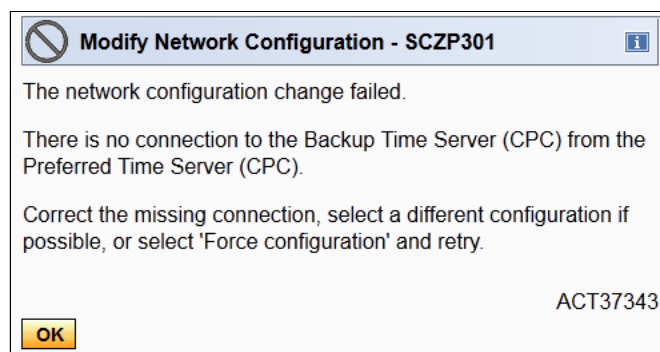 Modify Network Configuration - SCZP301
i
The network configuration change failed.
There is no connection to the Backup Time Server (CPC) from the
Preferred Time Server (CPC).
Correct the missing connection, select a different configuration if
possible, or select 'Force configuration' and retry.
ACT37343
OK